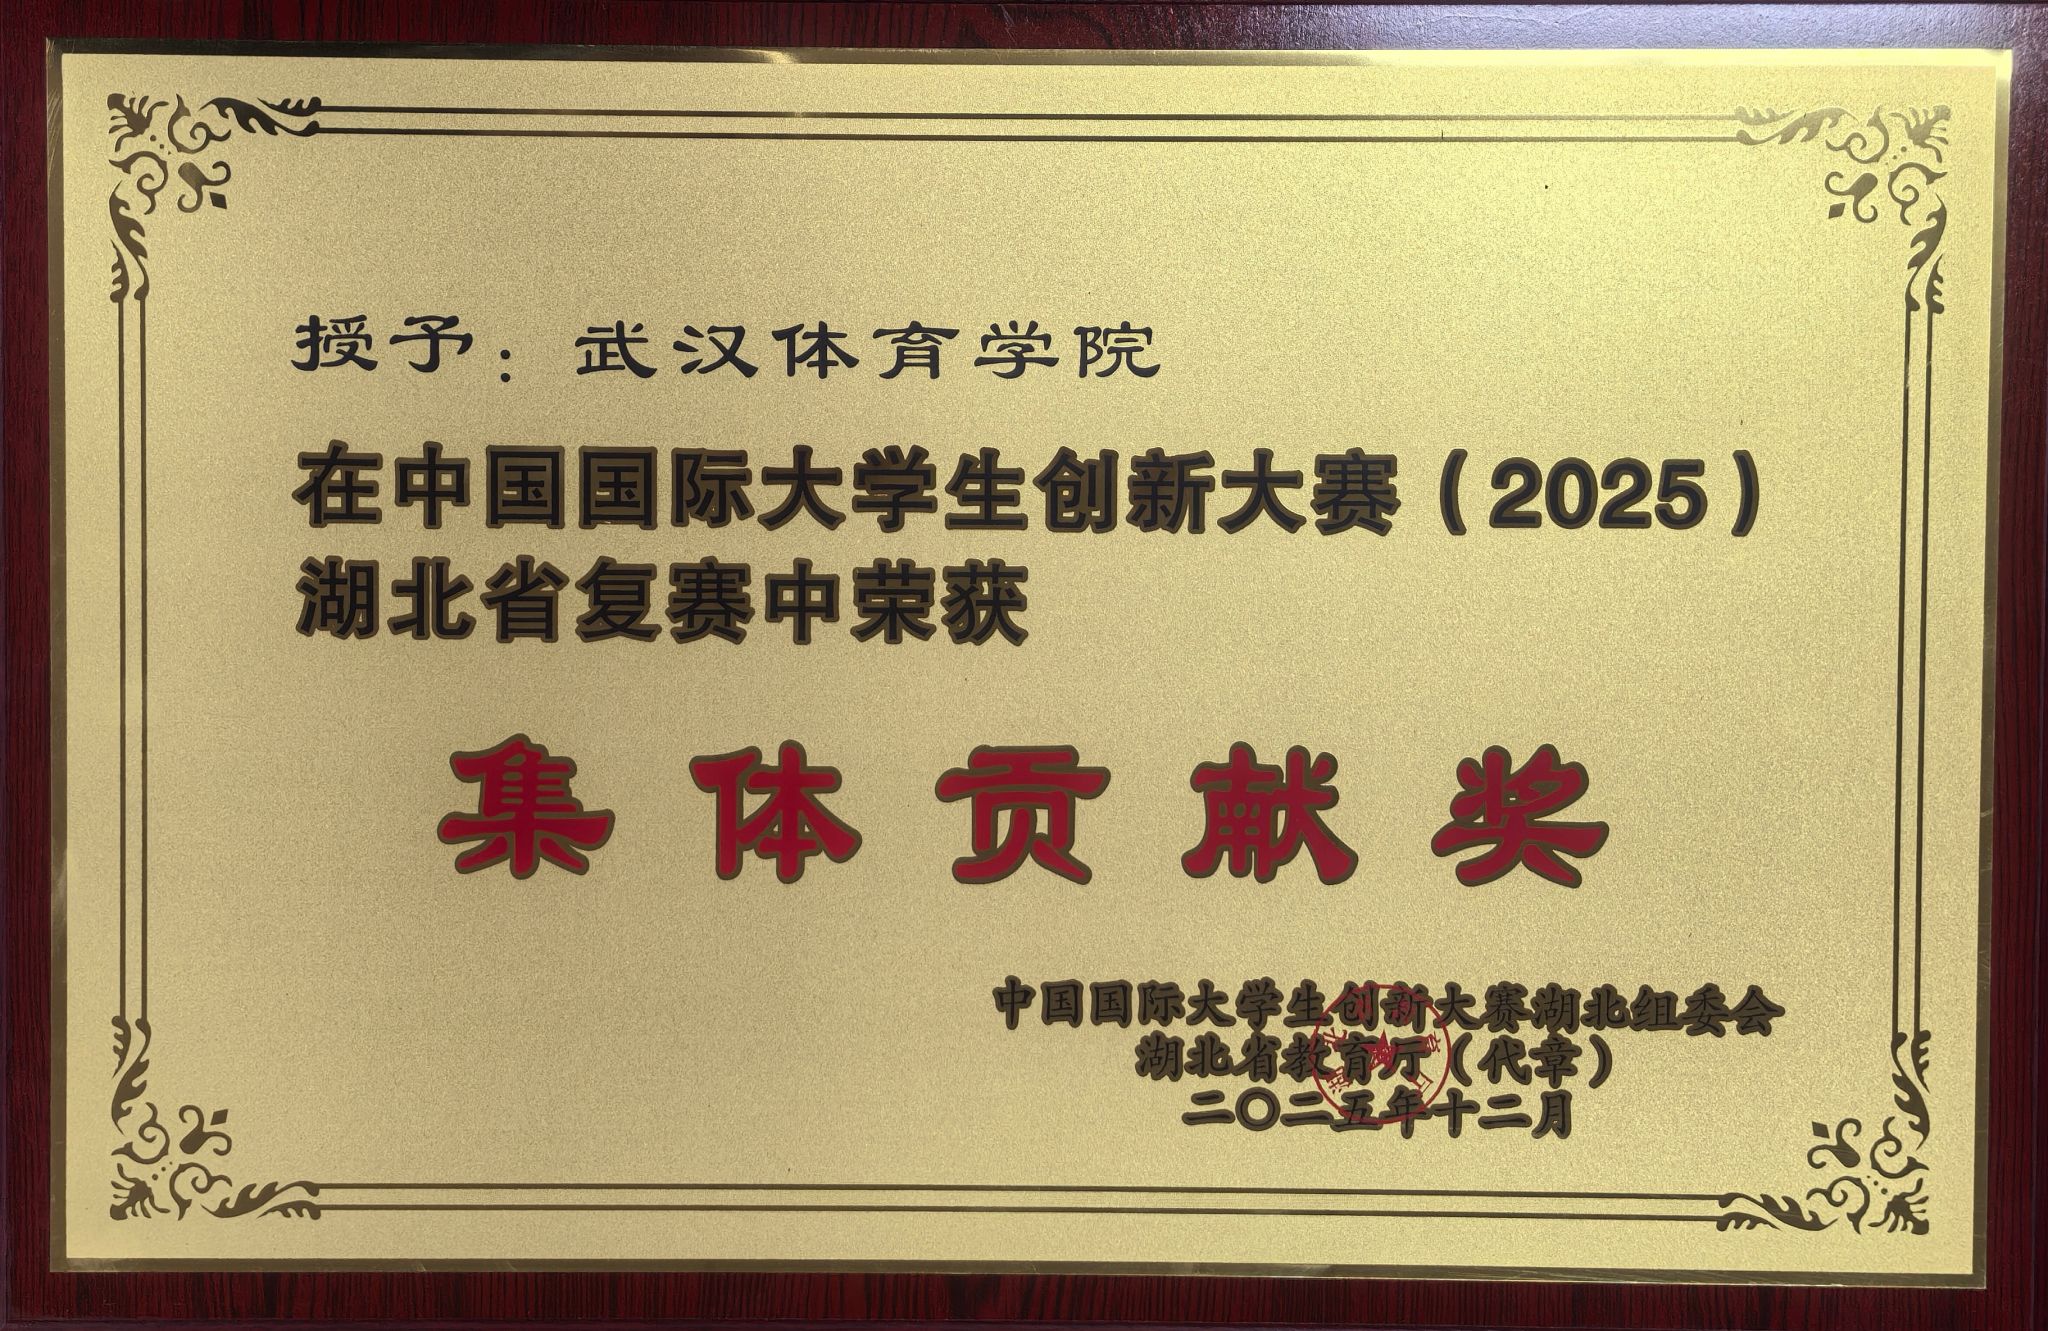 授予：武汉体育学院
在中国国际大学生创新大赛（2025）
湖北省复赛中荣获
集体贡献奖
中国国际大学生创新大赛湖北组委会
湖北省教育厅（代章）
二〇二五年十二月